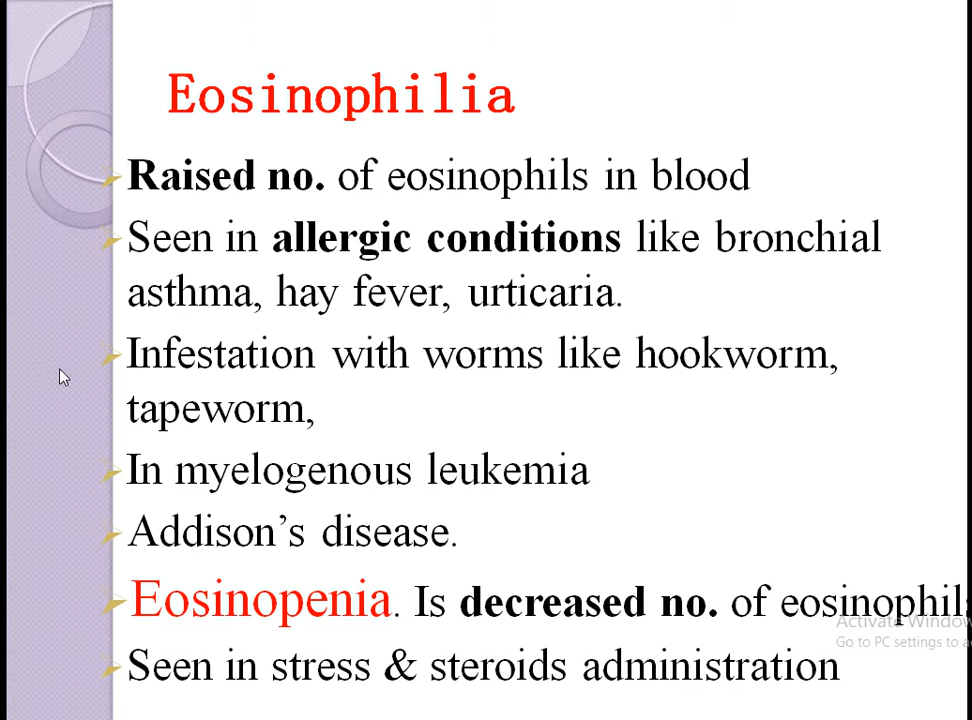 Eosinophilia
Raised no. of eosinophils in blood
Seen in allergic conditions like bronchial
asthma, hay fever, urticaria.
Infestation with worms like hookworm,
tapeworm,
In myelogenous leukemia
Addison's disease.
Eosinopenia. Is decreased no. of eosinophils
Activate Window
Go to PC settings to a
Seen in stress & steroids administration